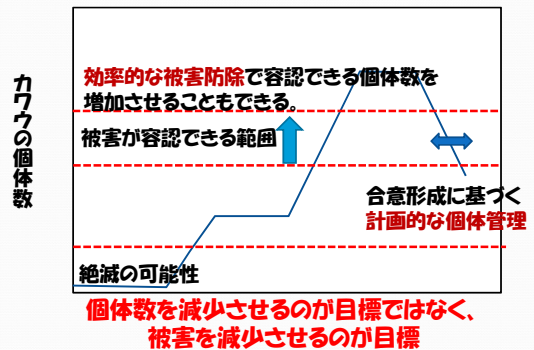 カワウの個体数
効率的な被害防除で容認できる個体数を
増加させることもできる。
被害が容認できる範囲
合意形成に基づく
計画的な個体管理
絶滅の可能性
個体数を減少させるのが目標ではなく、
被害を減少させるのが目標